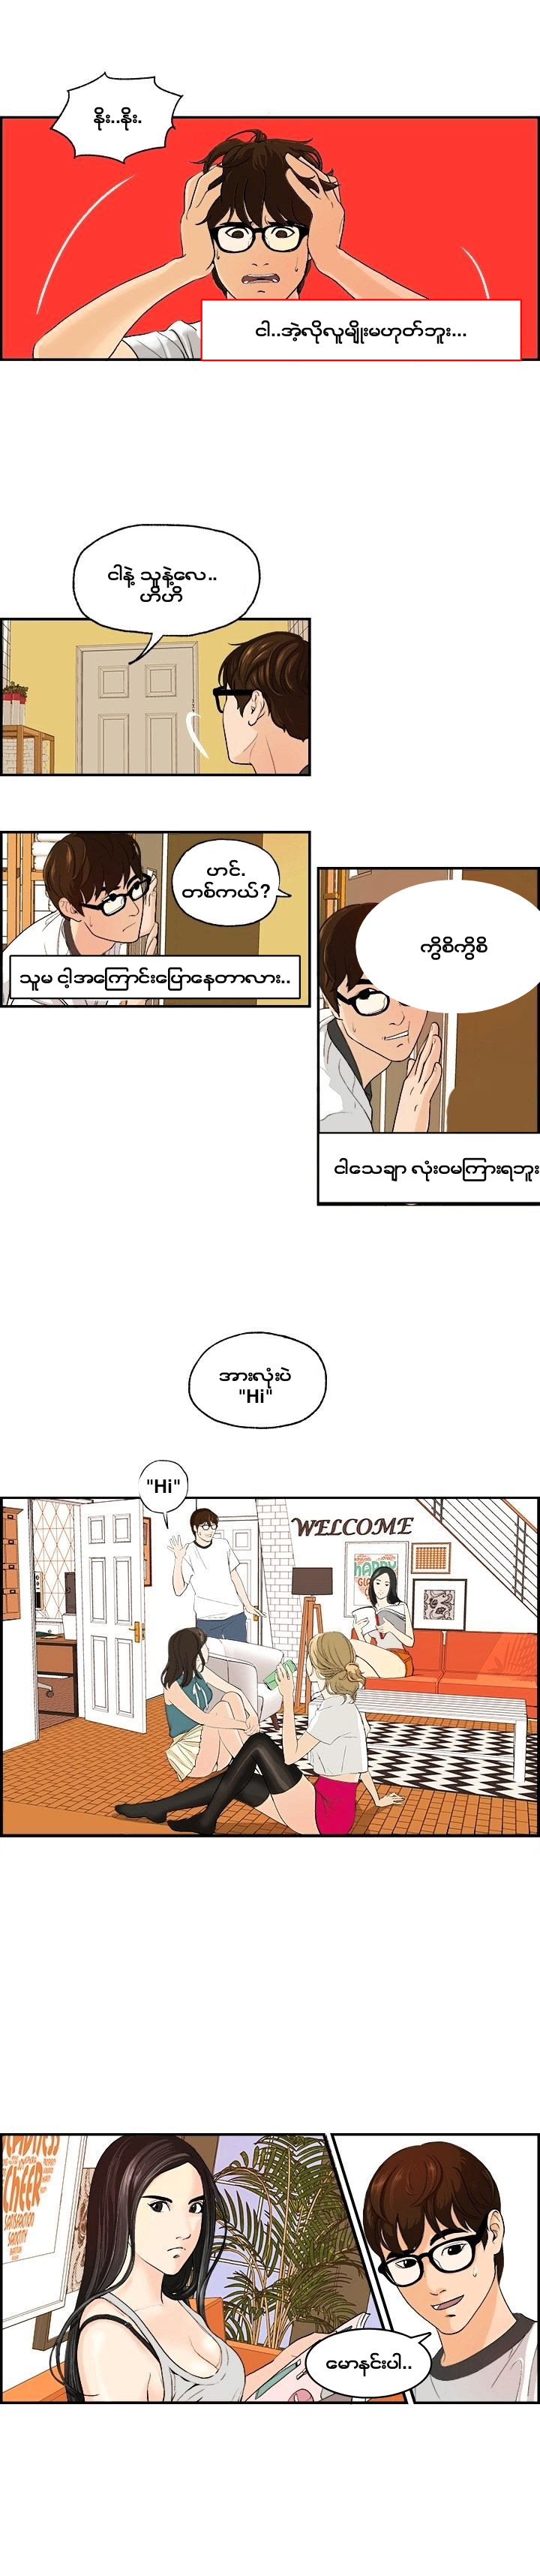 နိုး..နိုး.
ငါ..အဲ့လိုလူမျိုးမဟုတ်ဘူး...
ငါနဲ့ သူနဲ့လေ..
ဟိဟိ
ဟင်.
တစ်ကယ်?
သူမ ငါ့အကြောင်းပြောနေတာလား..
ကွိစိကွိစိ
ငါသေချာ လုံးဝမကြားရဘူး
အားလုံးပဲ
"Hi"
"Hi"
WELCOME
HAPPY
CHEER
SATISFACTION
မောနင်းပါ..